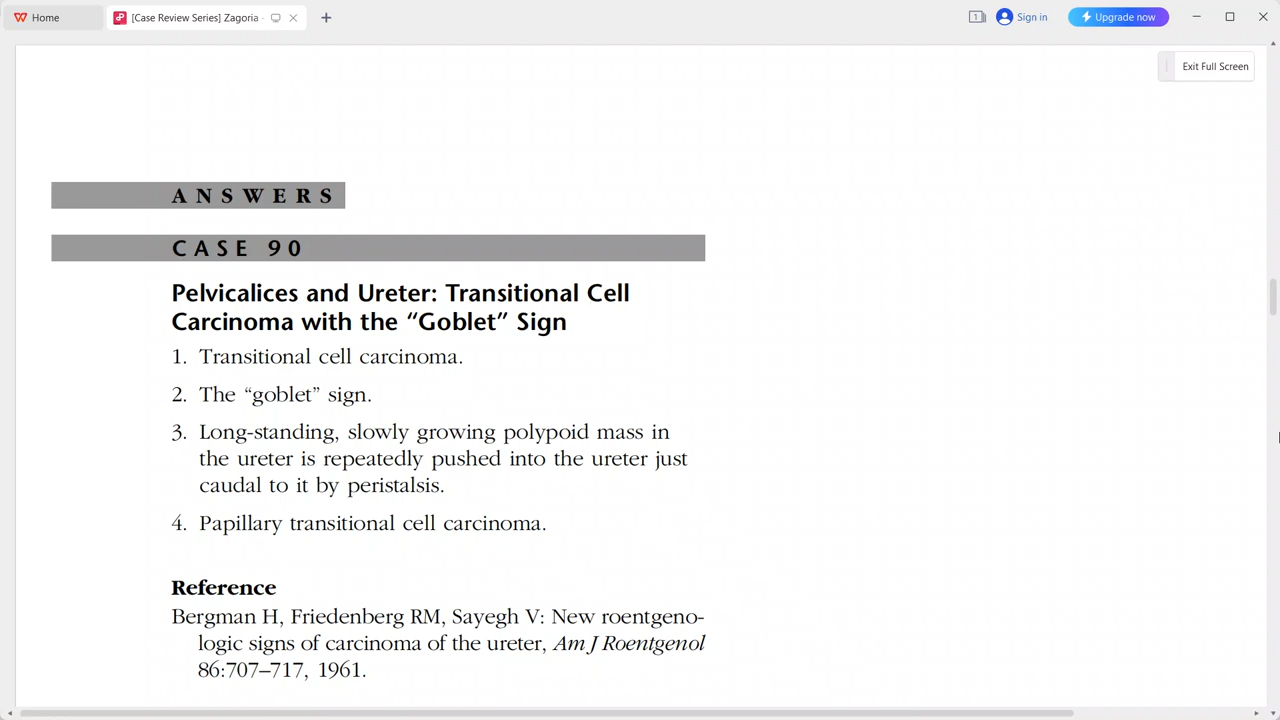 Home
[Case Review Series] Zagoria
1
Sign in
Upgrade now
Exit Full Screen
ANSWERS
CASE 90
Pelvicalices and Ureter: Transitional Cell
Carcinoma with the “Goblet” Sign
1. Transitional cell carcinoma.
2. The “goblet” sign.
3. Long-standing, slowly growing polypoid mass in
the ureter is repeatedly pushed into the ureter just
caudal to it by peristalsis.
4. Papillary transitional cell carcinoma.
Reference
Bergman H, Friedenberg RM, Sayegh V: New roentgeno-
logic signs of carcinoma of the ureter, Am J Roentgenol
86:707–717, 1961.